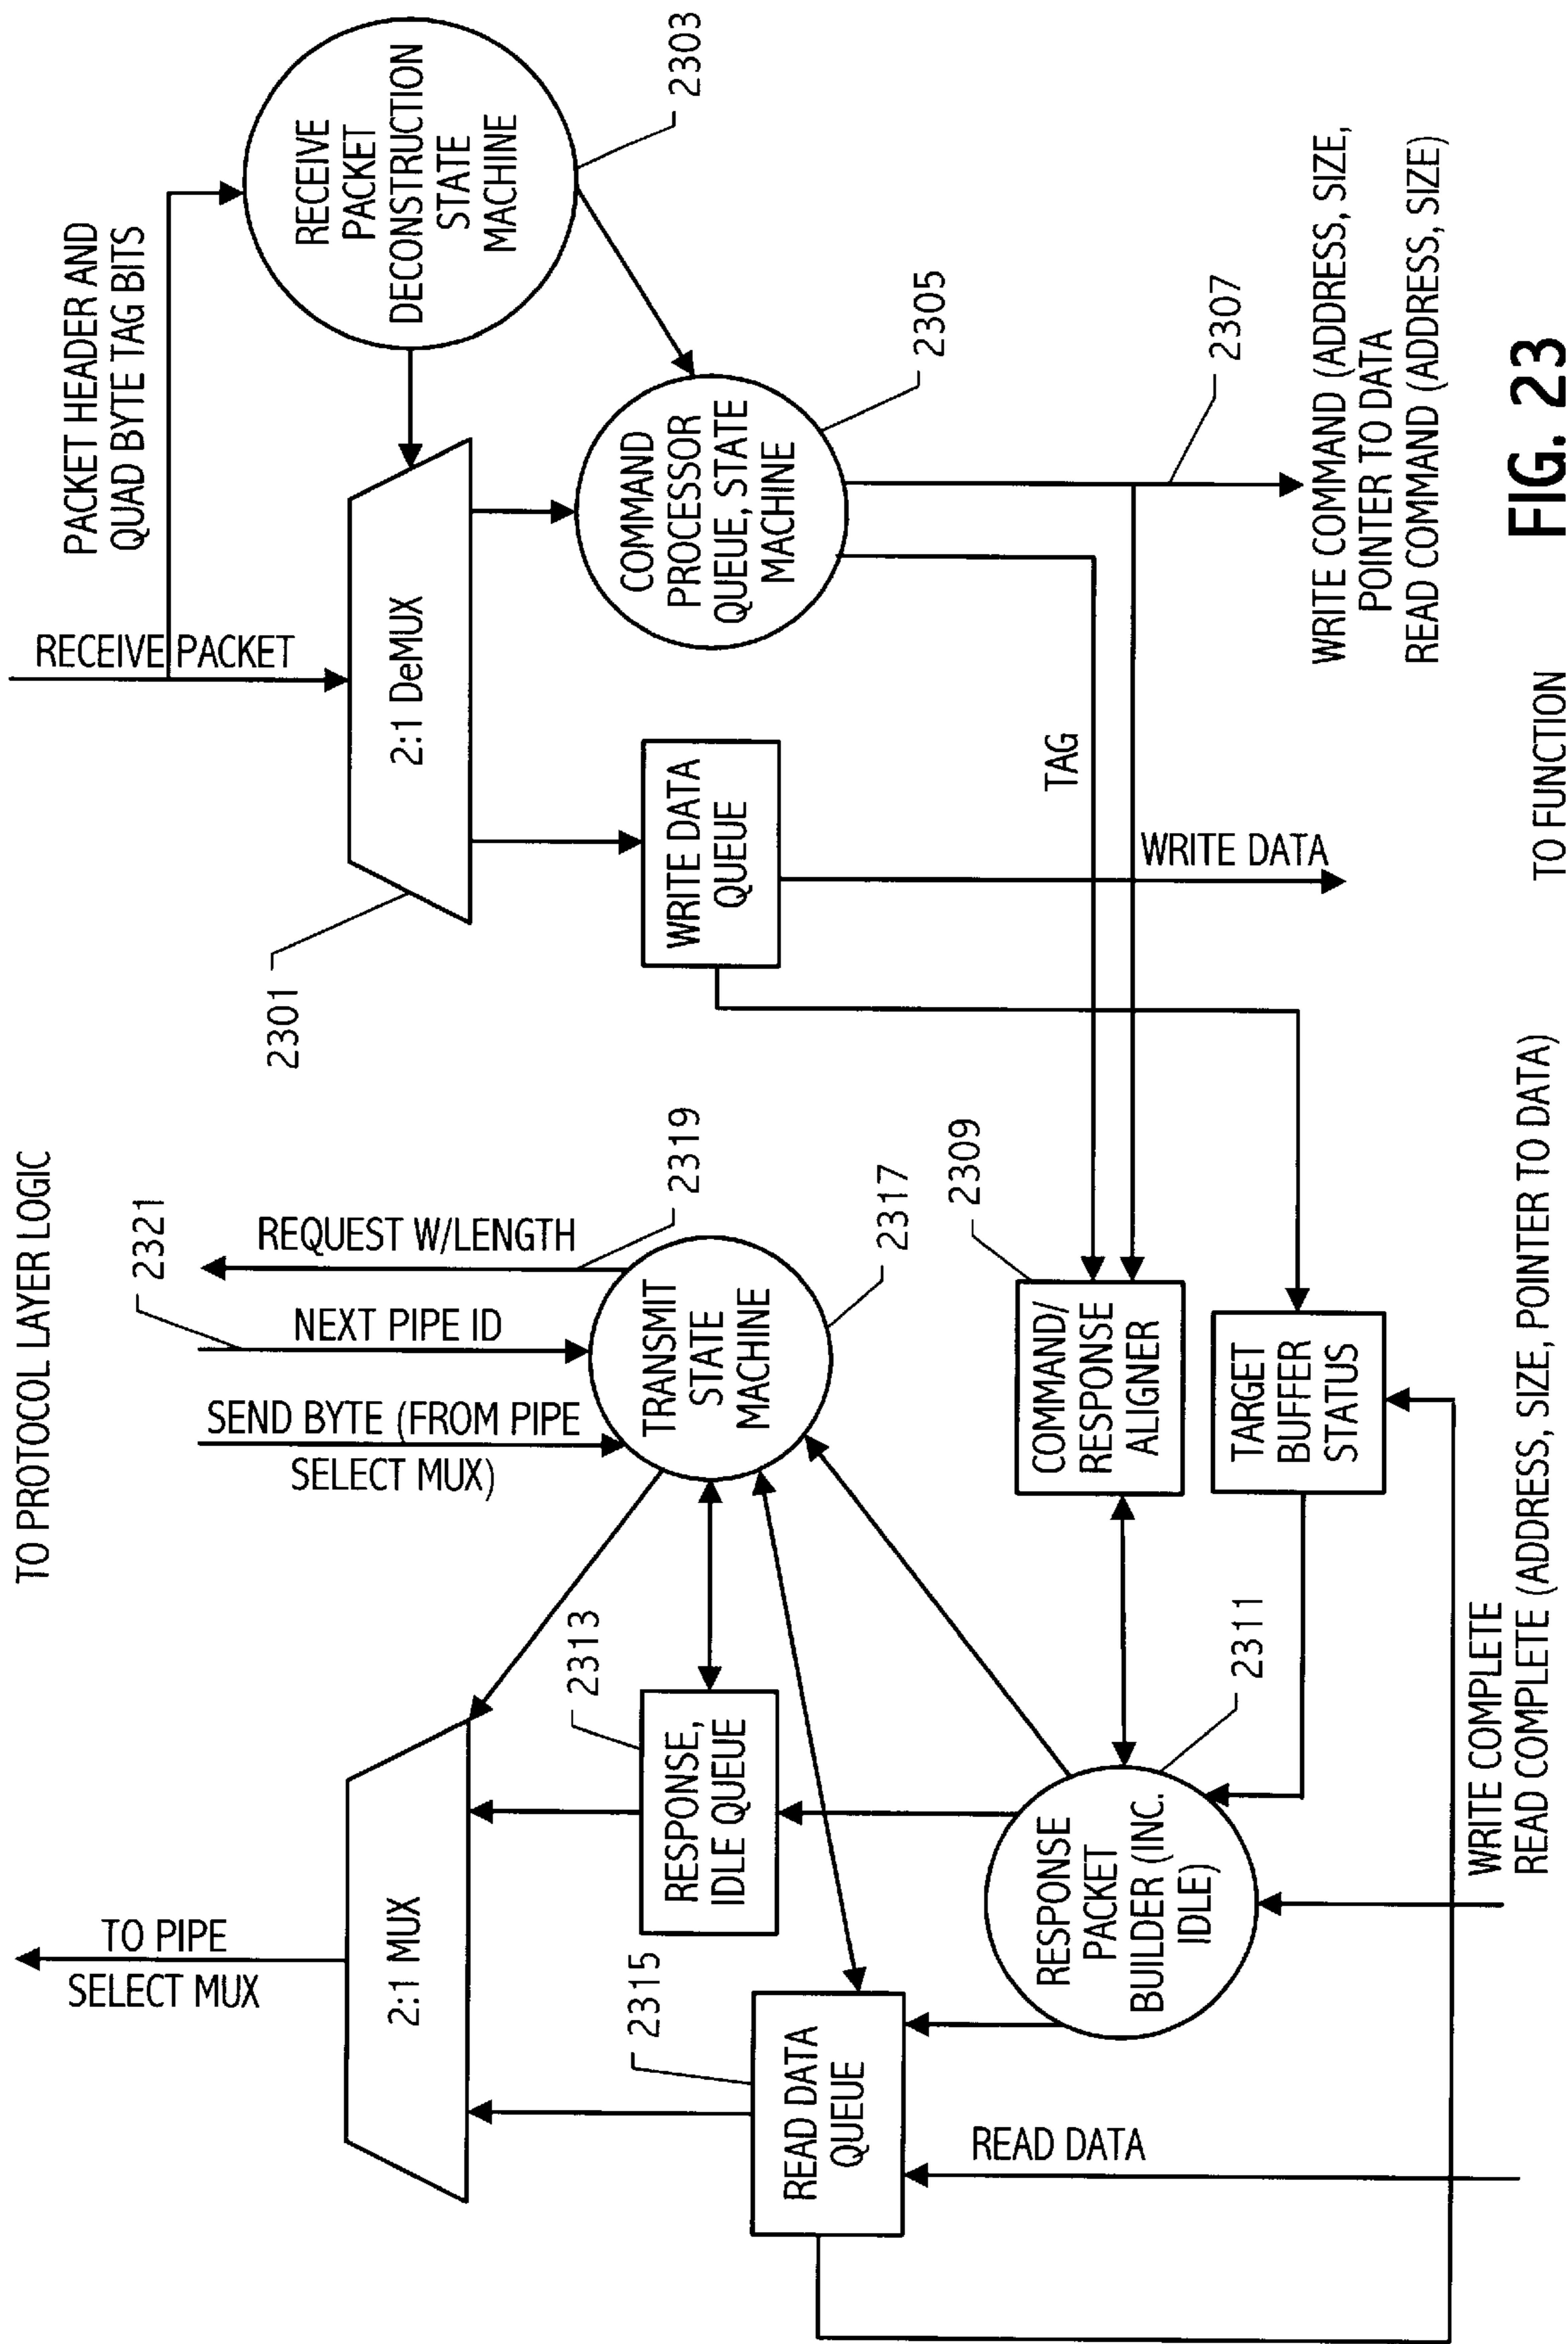 TO PROTOCOL LAYER LOGIC
TO PIPE
SELECT MUX
2:1 MUX
2315
READ DATA
QUEUE
READ DATA
2313
RESPONSE,
IDLE QUEUE
RESPONSE
PACKET
BUILDER (INC.
IDLE)
2311
SEND BYTE (FROM PIPE
SELECT MUX)
NEXT PIPE ID
2321
REQUEST W/LENGTH
2319
TRANSMIT
STATE
MACHINE
2317
2309
COMMAND/
RESPONSE
ALIGNER
TARGET
BUFFER
STATUS
WRITE COMPLETE
READ COMPLETE (ADDRESS, SIZE, POINTER TO DATA)
RECEIVE PACKET
PACKET HEADER AND
QUAD BYTE TAG BITS
2301
2:1 DeMUX
RECEIVE
PACKET
DECONSTRUCTION
STATE
MACHINE
2303
WRITE DATA
QUEUE
COMMAND
PROCESSOR
QUEUE, STATE
MACHINE
2305
TAG
WRITE DATA
2307
WRITE COMMAND (ADDRESS, SIZE,
POINTER TO DATA
READ COMMAND (ADDRESS, SIZE)
TO FUNCTION
FIG. 23